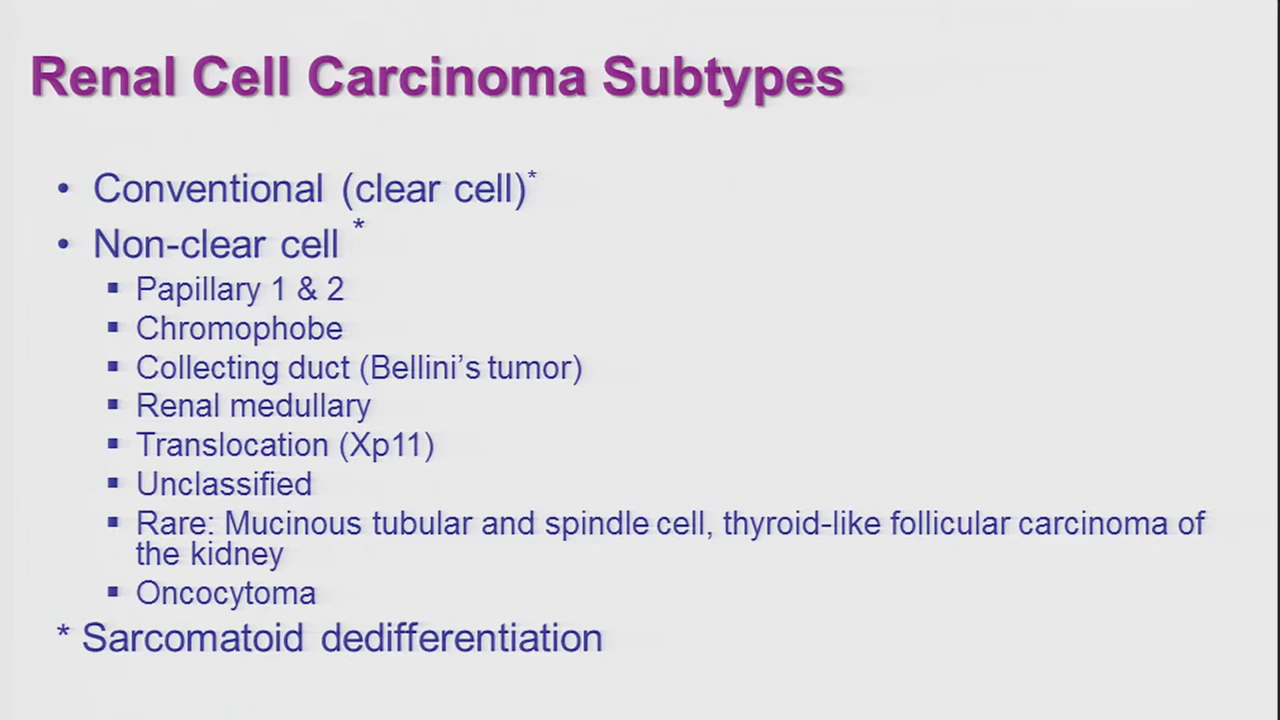 Renal Cell Carcinoma Subtypes
• Conventional (clear cell)*
• Non-clear cell *
▪ Papillary 1 & 2
▪ Chromophobe
▪ Collecting duct (Bellini’s tumor)
▪ Renal medullary
▪ Translocation (Xp11)
▪ Unclassified
▪ Rare: Mucinous tubular and spindle cell, thyroid-like follicular carcinoma of
the kidney
▪ Oncocytoma
* Sarcomatoid dedifferentiation